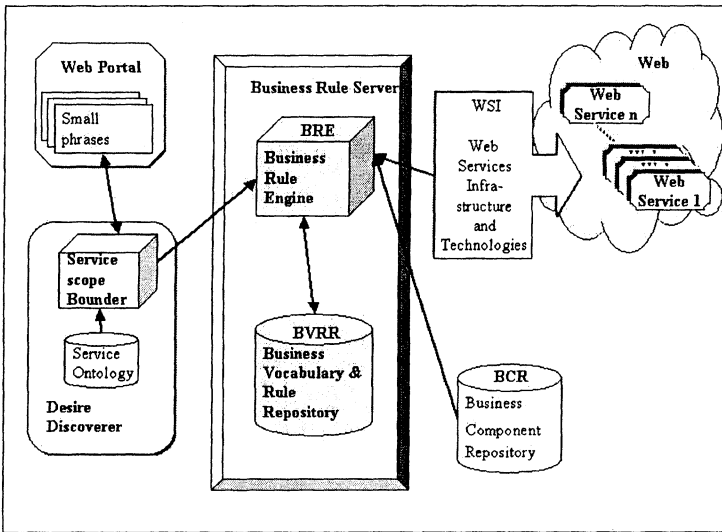 Web Portal
Small
phrases
Service
scope
Bounder
Service
Ontology
Desire
Discoverer
Business Rule Server
BRE
Business
Rule
Engine
BVRR
Business
Vocabulary &
Rule
Repository
WSI
Web
Services
Infra-
structure
and
Technologies
BCR
Business
Component
Repository
Web
Web
Service n
Web
Service 1